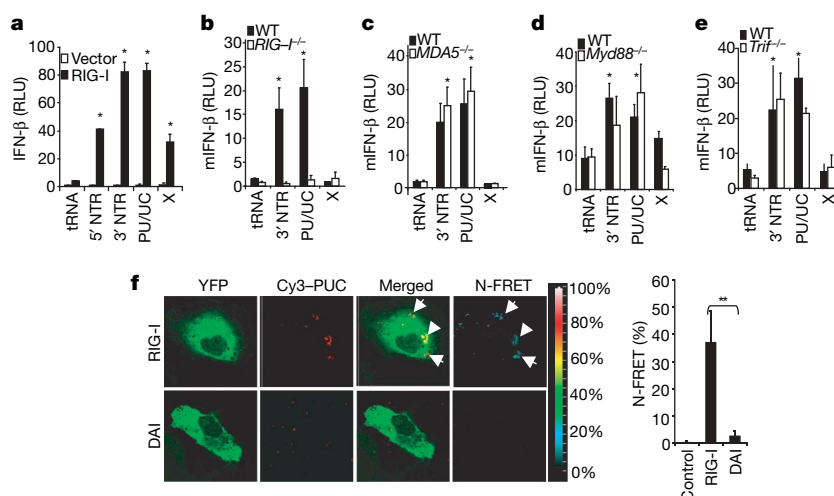 a
Vector
RIG-I
IFN-β (RLU)
100
80
60
40
20
0
*
*
*
*
tRNA
5′ NTR
3′ NTR
PU/UC
X
b
WT
RIG-I–/–
mIFN-β (RLU)
30
25
20
15
10
5
0
*
*
tRNA
3′ NTR
PU/UC
X
c
WT
MDA5–/–
mIFN-β (RLU)
40
30
20
10
0
*
*
tRNA
3′ NTR
PU/UC
X
d
WT
Myd88–/–
mIFN-β (RLU)
50
40
30
20
10
0
*
*
tRNA
3′ NTR
PU/UC
X
e
WT
Trif–/–
mIFN-β (RLU)
40
30
20
10
0
*
*
tRNA
3′ NTR
PU/UC
X
f
YFP
Cy3–PUC
Merged
N-FRET
RIG-I
DAI
100%
80%
60%
40%
20%
0%
N-FRET (%)
60
50
40
30
20
10
0
**
Control
RIG-I
DAI